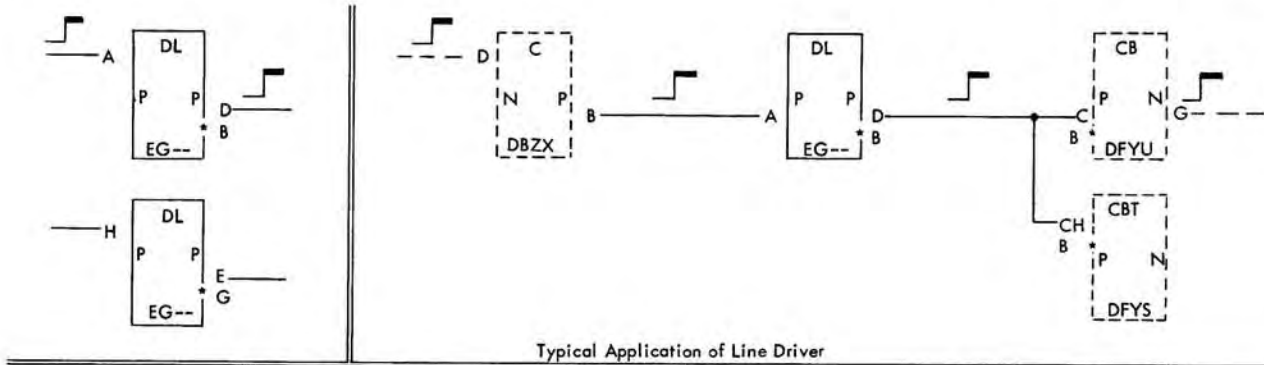 DL
A
P P
D
* B
EG--
DL
H
P P
E
* G
EG--
D
C
N P
B
DBZX
A
DL
P P
D
* B
EG--
CB
C P N G
B *
DFYU
CBT
CH
B *
P N
DFYS
Typical Application of Line Driver